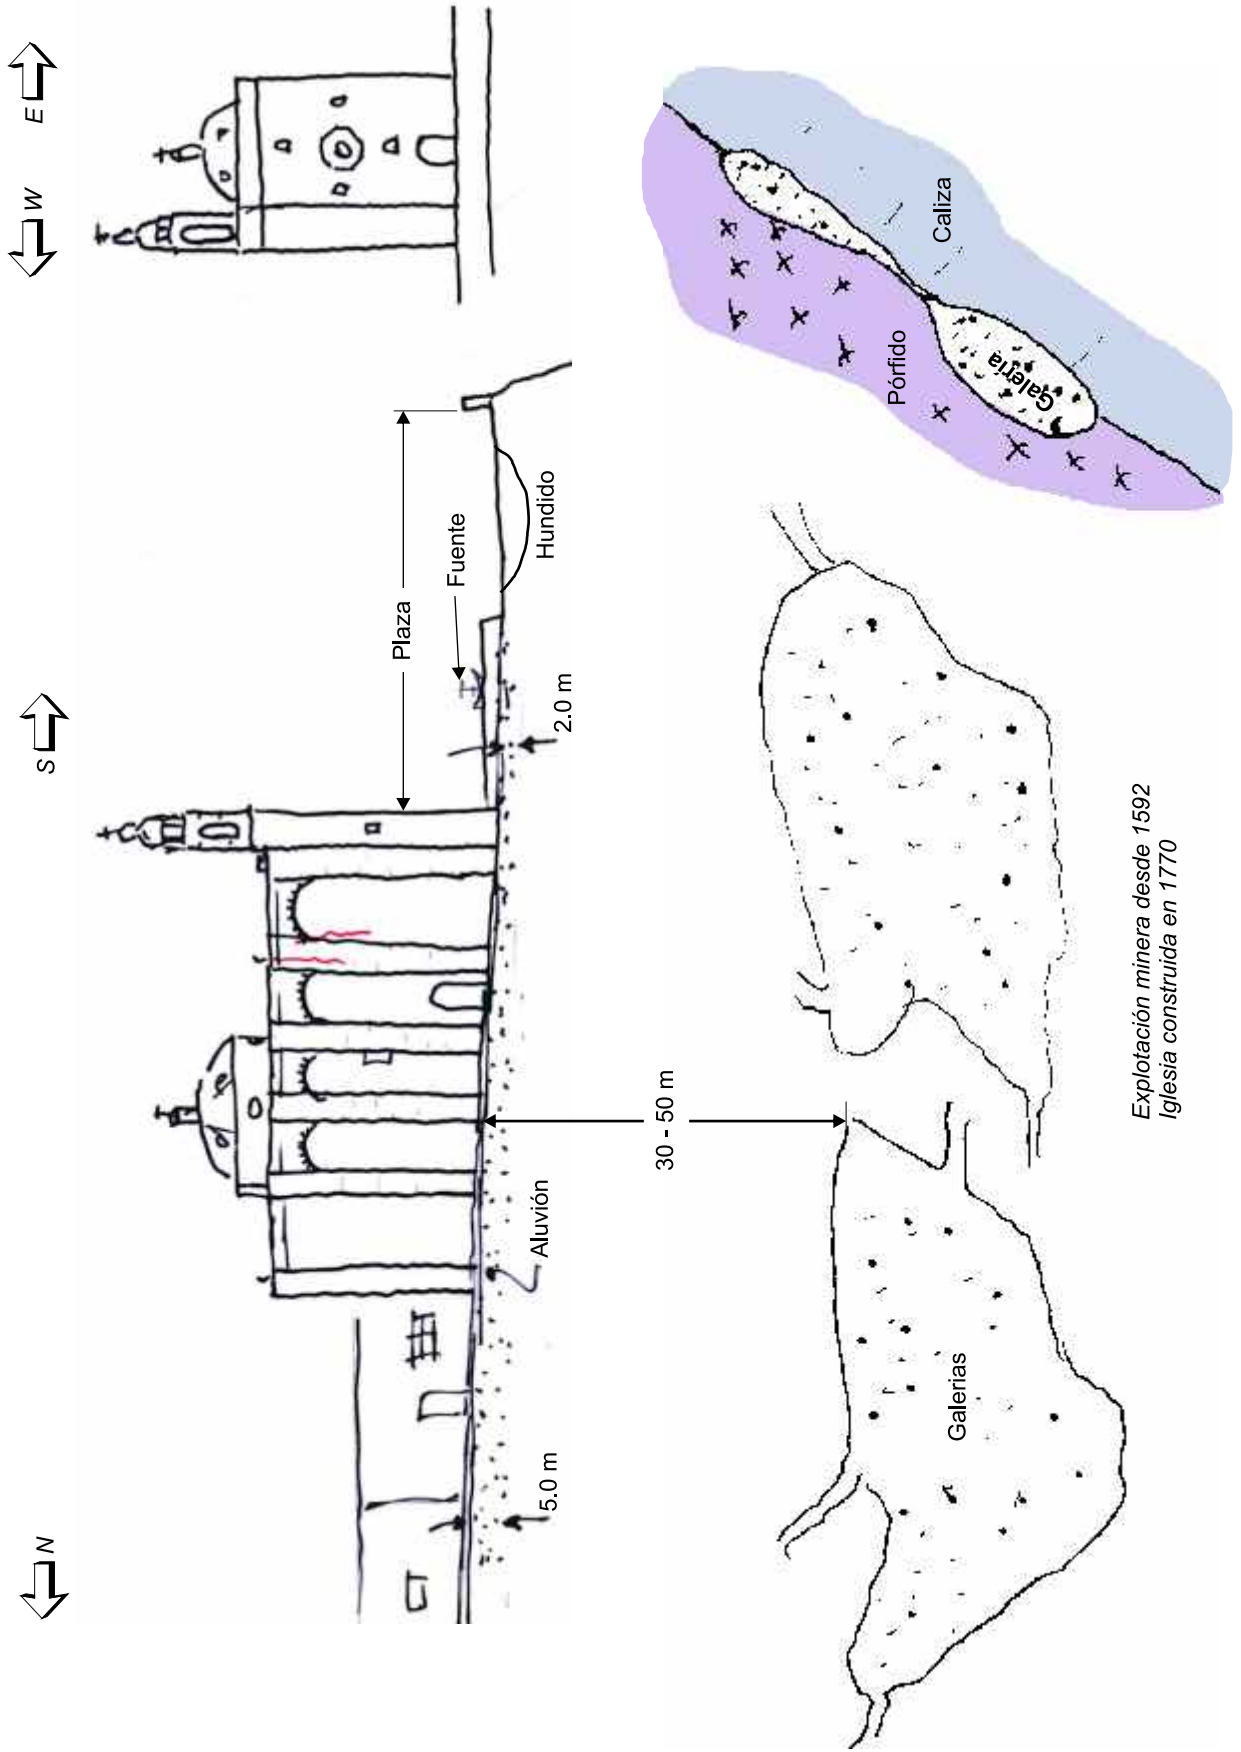 N
S
W
E
Plaza
Fuente
Hundido
2.0 m
Aluvión
5.0 m
30 - 50 m
Galerias
Pórfido
Caliza
Galería
Explotación minera desde 1592
Iglesia construida en 1770